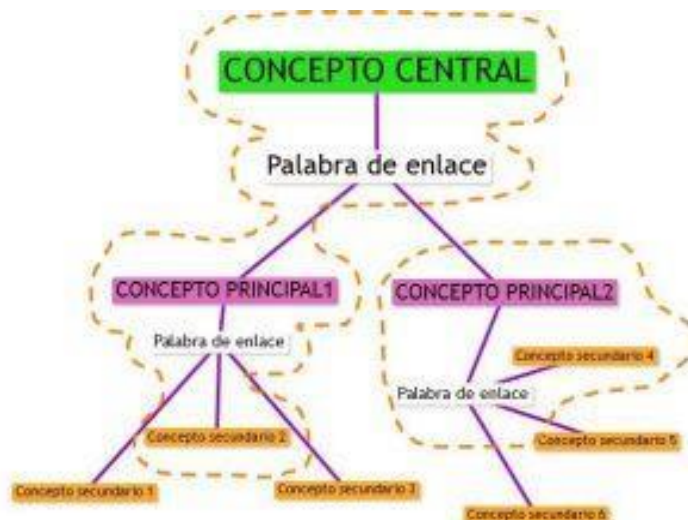 CONCEPTO CENTRAL
Palabra de enlace
CONCEPTO PRINCIPAL1
CONCEPTO PRINCIPAL2
Palabra de enlace
Concepto secundario 4
Palabra de enlace
Concepto secundario 2
Concepto secundario 5
Concepto secundario 1
Concepto secundario 3
Concepto secundario 6